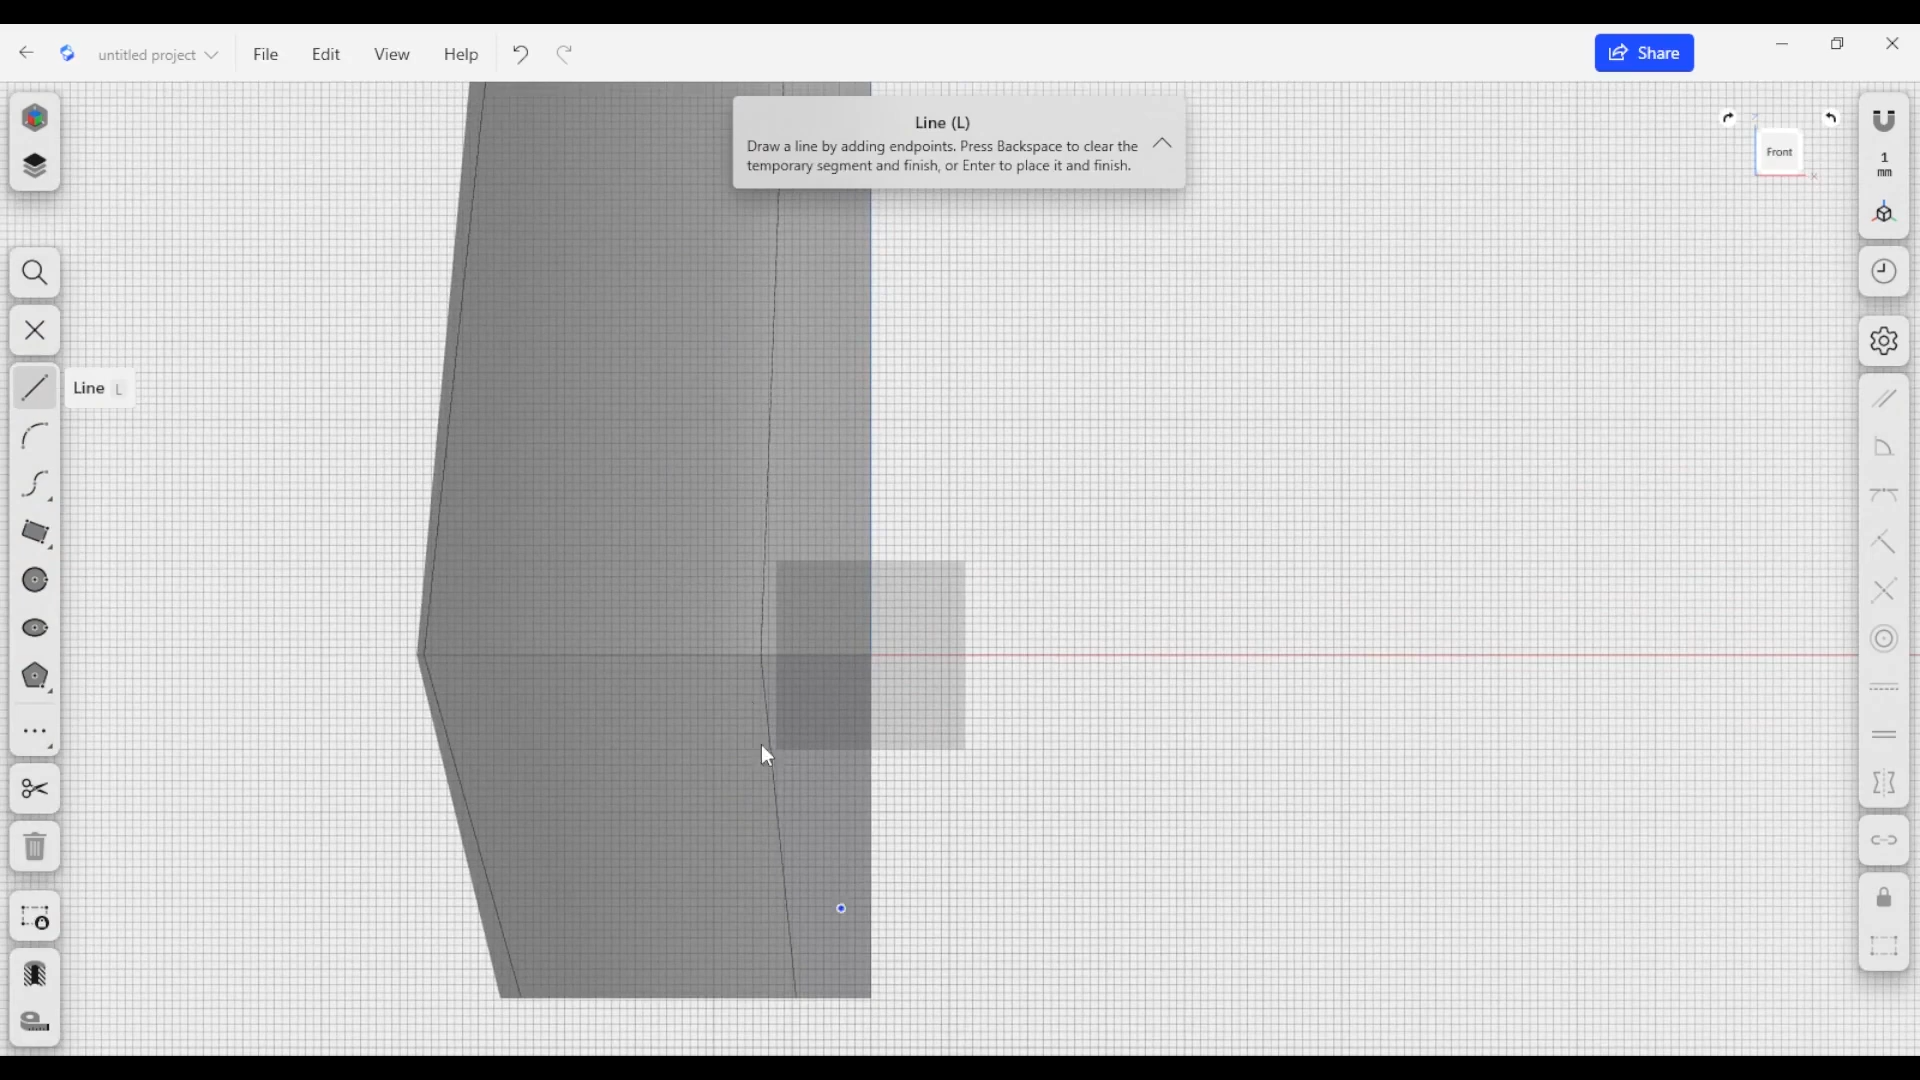 untitled project
File
Edit
View
Help
Share
Line (L)
Draw a line by adding endpoints. Press Backspace to clear the
temporary segment and finish, or Enter to place it and finish.
Front
x
1
mm
Line L